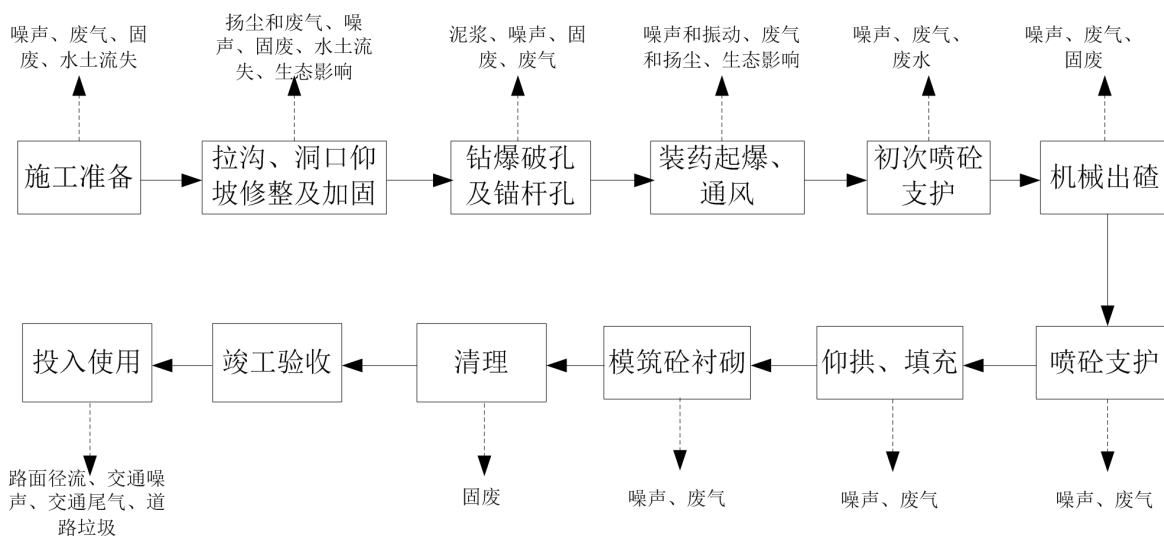 噪声、废气、固
废、水土流失
扬尘和废气、噪
声、固废、水土流
失、生态影响
泥浆、噪声、固
废、废气
噪声和振动、废气
和扬尘、生态影响
噪声、废气、
废水
噪声、废气、
固废
施工准备
拉沟、洞口仰
坡修整及加固
钻爆破孔
及锚杆孔
装药起爆、
通风
初次喷砼
支护
机械出碴
投入使用
竣工验收
清理
模筑砼衬砌
仰拱、填充
喷砼支护
路面径流、交通噪
声、交通尾气、道
路垃圾
固废
噪声、废气
噪声、废气
噪声、废气